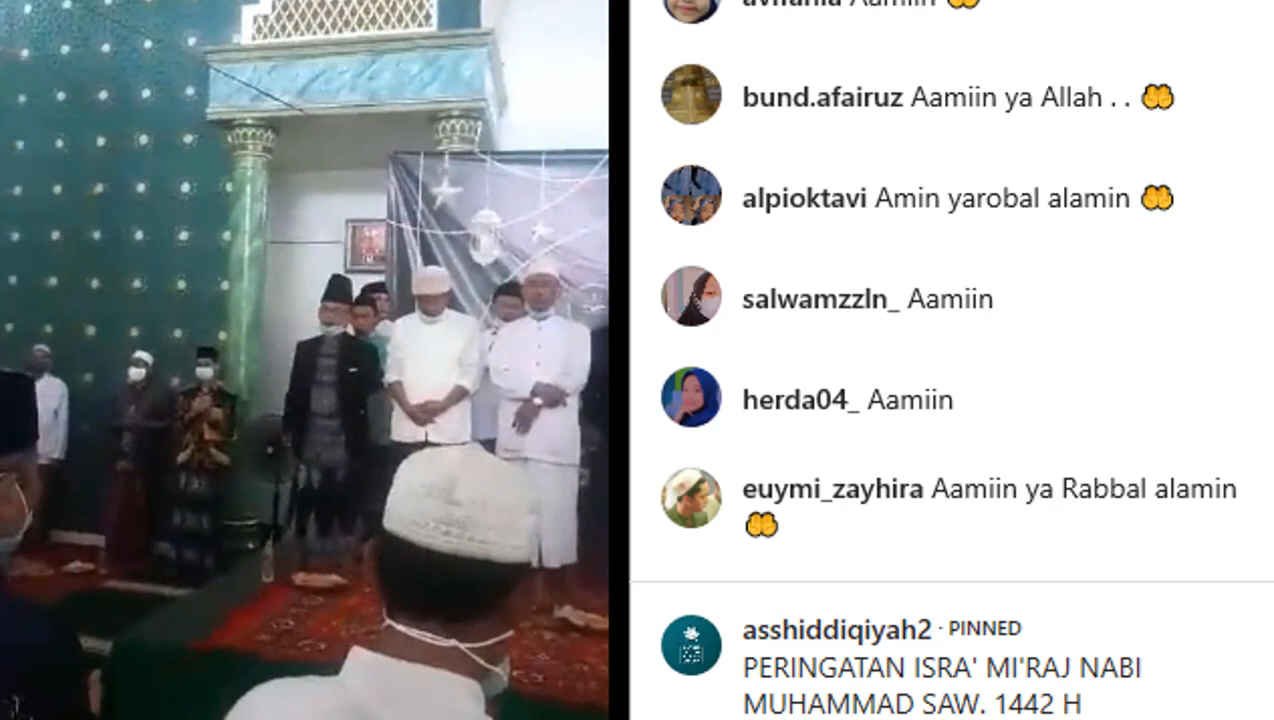 Aamiin 🤲
bund.afairuz Aamiin ya Allah . . 🤲
alpioktavi Amin yarobal alamin 🤲
salwamzzln_ Aamiin
herda04_ Aamiin
euymi_zayhira Aamiin ya Rabbal alamin
🤲
asshiddiqiyah2 · PINNED
PERINGATAN ISRA' MI'RAJ NABI
MUHAMMAD SAW. 1442 H